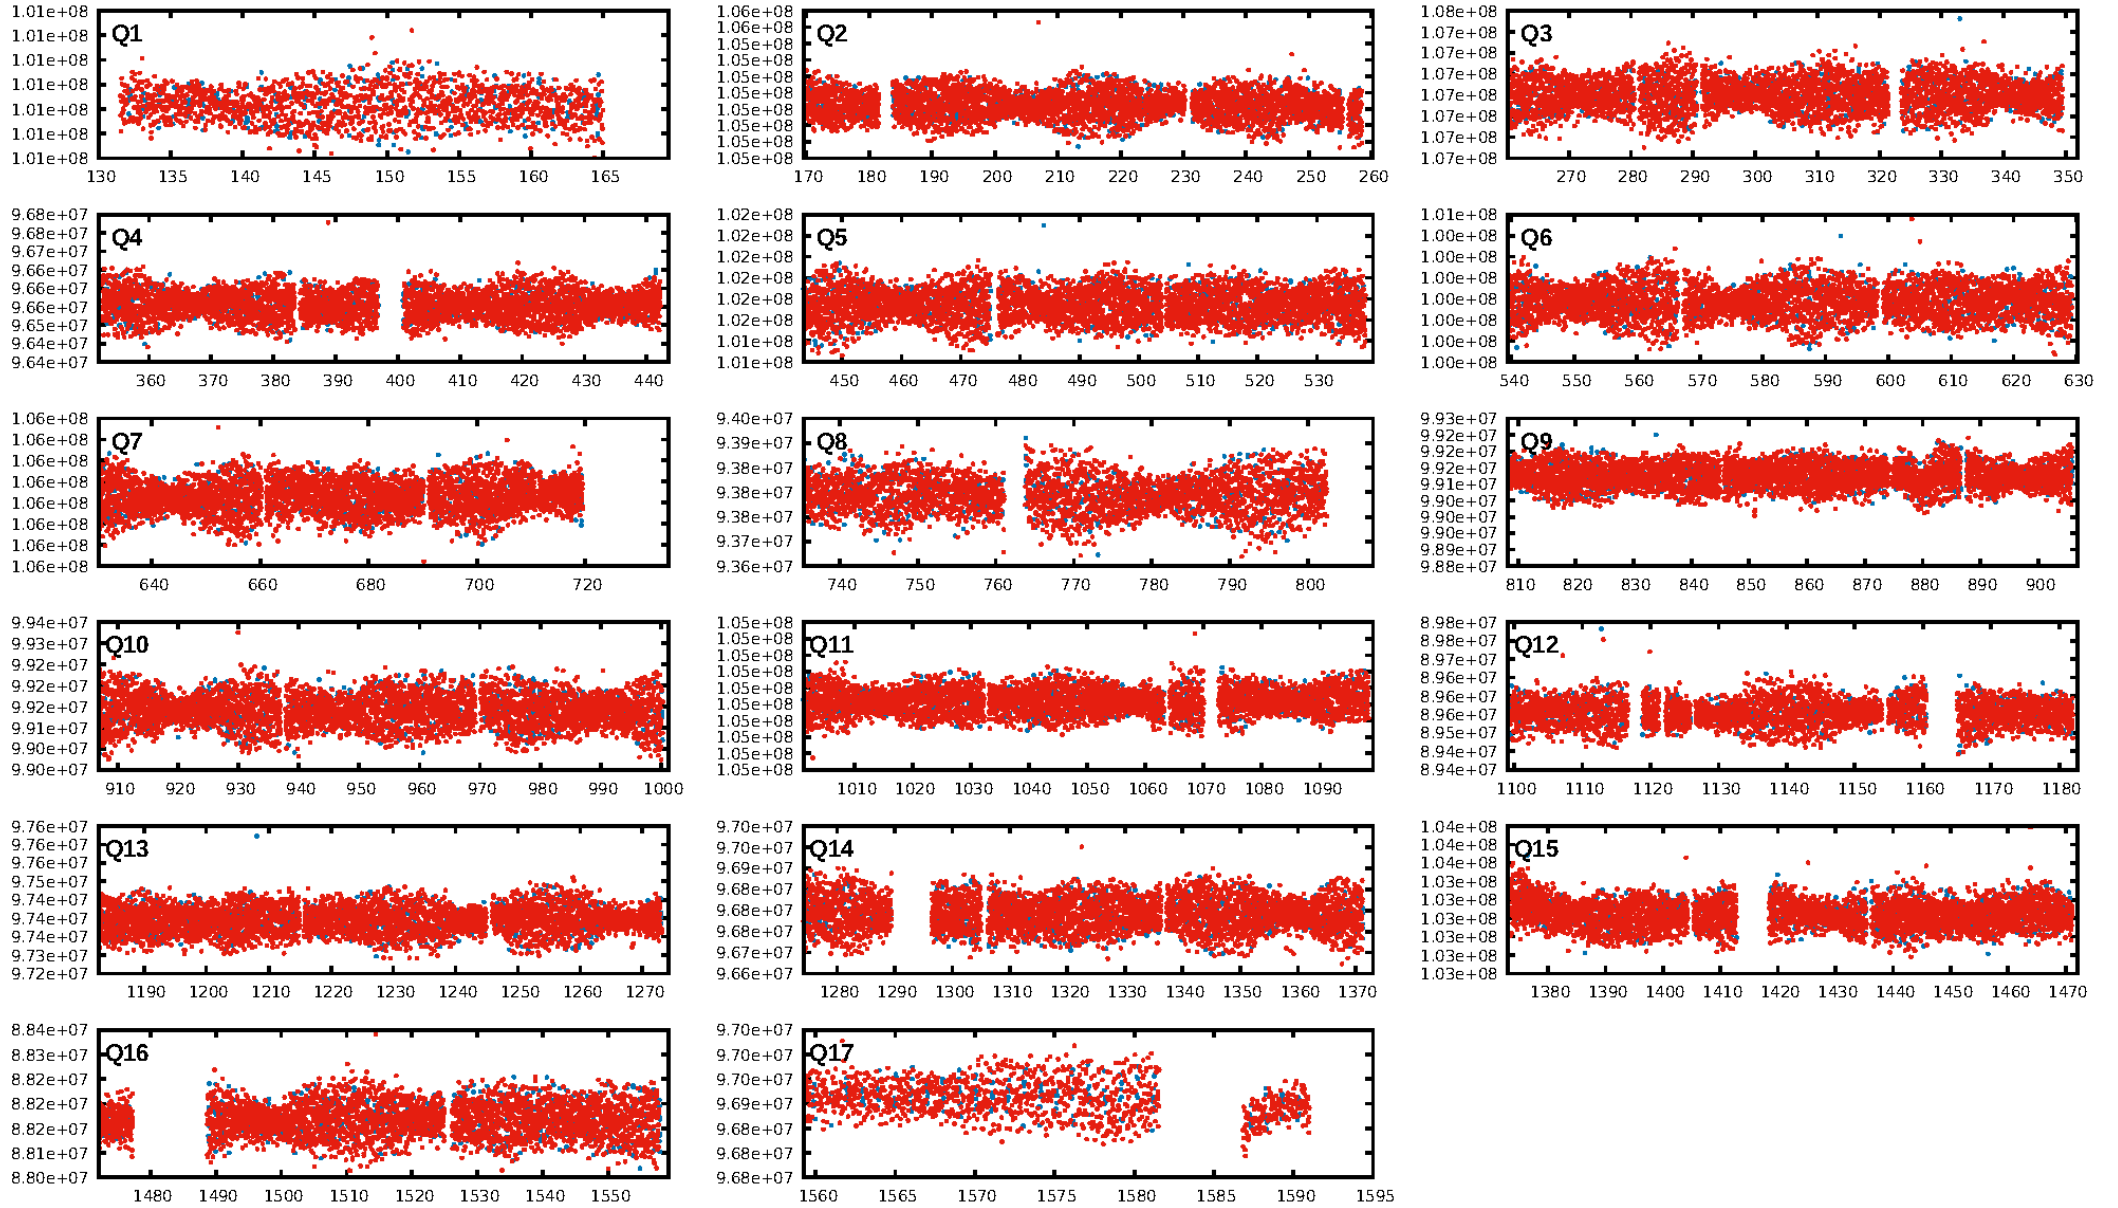 1.01e+08
1.01e+08
1.01e+08
1.01e+08
1.01e+08
1.01e+08
1.01e+08
Q1
130 135 140 145 150 155 160 165
1.06e+08
1.06e+08
1.05e+08
1.05e+08
1.05e+08
1.05e+08
1.05e+08
1.05e+08
1.05e+08
1.05e+08
Q2
170 180 190 200 210 220 230 240 250 260
1.08e+08
1.07e+08
1.07e+08
1.07e+08
1.07e+08
1.07e+08
1.07e+08
1.07e+08
Q3
270 280 290 300 310 320 330 340 350
9.68e+07
9.67e+07
9.67e+07
9.66e+07
9.66e+07
9.66e+07
9.65e+07
9.64e+07
9.64e+07
Q4
360 370 380 390 400 410 420 430 440
1.02e+08
1.02e+08
1.02e+08
1.02e+08
1.02e+08
1.02e+08
1.01e+08
1.01e+08
Q5
450 460 470 480 490 500 510 520 530
1.01e+08
1.00e+08
1.00e+08
1.00e+08
1.00e+08
1.00e+08
1.00e+08
1.00e+08
Q6
540 550 560 570 580 590 600 610 620 630
1.06e+08
1.06e+08
1.06e+08
1.06e+08
1.06e+08
1.06e+08
1.06e+08
1.06e+08
Q7
640 660 680 700 720
9.40e+07
9.39e+07
9.38e+07
9.38e+07
9.38e+07
9.37e+07
9.36e+07
Q8
740 750 760 770 780 790 800
9.93e+07
9.92e+07
9.92e+07
9.91e+07
9.91e+07
9.90e+07
9.90e+07
9.90e+07
9.89e+07
9.88e+07
Q9
810 820 830 840 850 860 870 880 890 900
9.94e+07
9.93e+07
9.92e+07
9.92e+07
9.92e+07
9.91e+07
9.90e+07
9.90e+07
Q10
910 920 930 940 950 960 970 980 990 1000
1.05e+08
1.05e+08
1.05e+08
1.05e+08
1.05e+08
1.05e+08
1.05e+08
1.05e+08
1.05e+08
1.05e+08
Q11
1010 1020 1030 1040 1050 1060 1070 1080 1090
8.98e+07
8.98e+07
8.97e+07
8.96e+07
8.96e+07
8.96e+07
8.95e+07
8.94e+07
8.94e+07
Q12
1100 1110 1120 1130 1140 1150 1160 1170 1180
9.76e+07
9.76e+07
9.76e+07
9.75e+07
9.74e+07
9.74e+07
9.74e+07
9.73e+07
9.72e+07
Q13
1190 1200 1210 1220 1230 1240 1250 1260 1270
9.70e+07
9.70e+07
9.69e+07
9.68e+07
9.68e+07
9.68e+07
9.67e+07
9.66e+07
Q14
1280 1290 1300 1310 1320 1330 1340 1350 1360 1370
1.04e+08
1.04e+08
1.04e+08
1.03e+08
1.03e+08
1.03e+08
1.03e+08
1.03e+08
1.03e+08
Q15
1380 1390 1400 1410 1420 1430 1440 1450 1460 1470
8.84e+07
8.83e+07
8.82e+07
8.82e+07
8.82e+07
8.81e+07
8.80e+07
Q16
1480 1490 1500 1510 1520 1530 1540 1550
9.70e+07
9.70e+07
9.70e+07
9.69e+07
9.68e+07
9.68e+07
9.68e+07
Q17
1560 1565 1570 1575 1580 1585 1590 1595